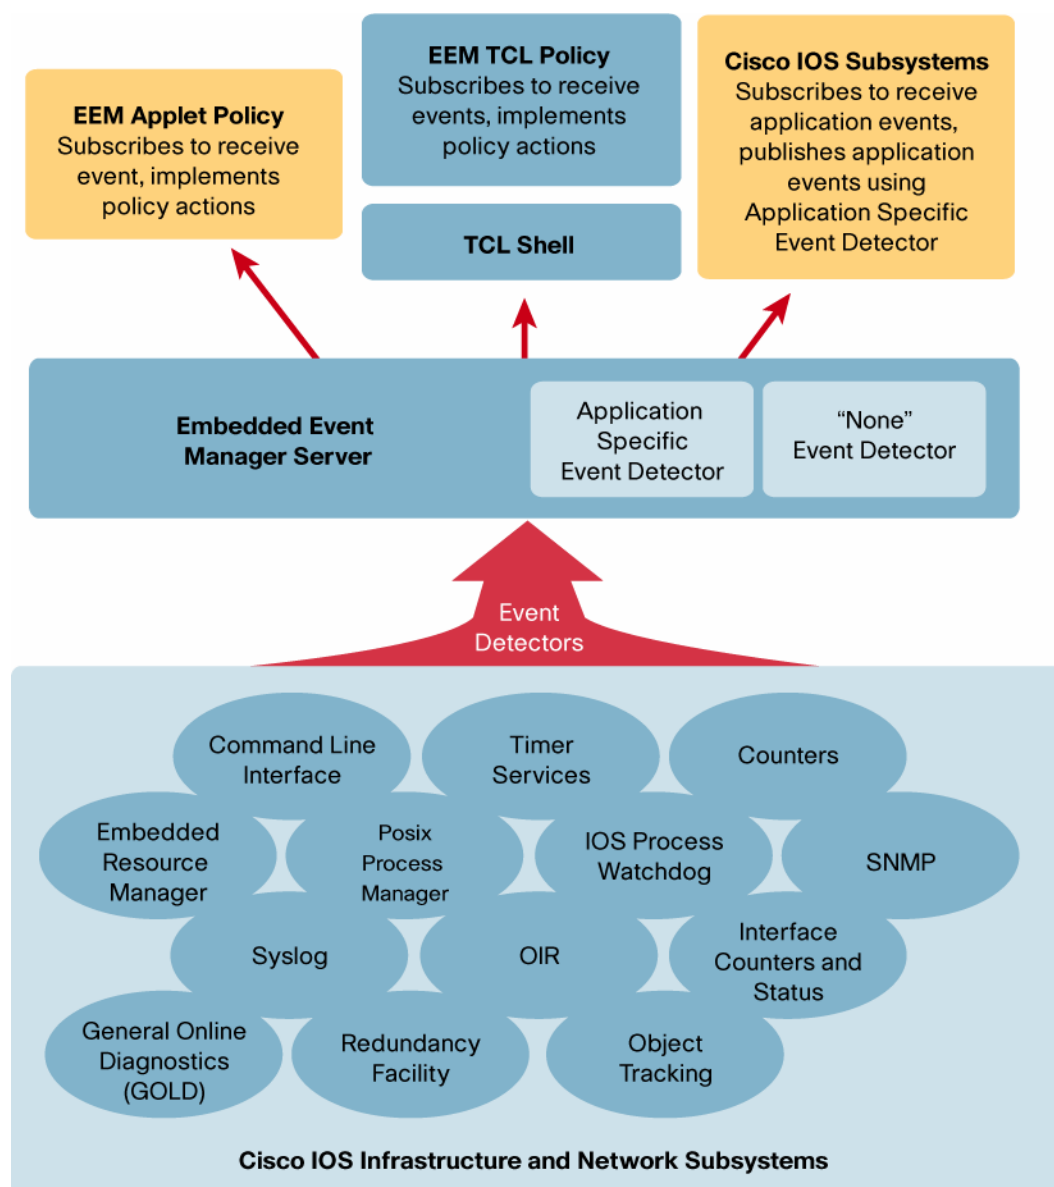 EEM Applet Policy
Subscribes to receive
event, implements
policy actions
EEM TCL Policy
Subscribes to receive
events, implements
policy actions
TCL Shell
Cisco IOS Subsystems
Subscribes to receive
application events,
publishes application
events using
Application Specific
Event Detector
Embedded Event
Manager Server
Application
Specific
Event Detector
“None”
Event Detector
Event
Detectors
Command Line
Interface
Timer
Services
Counters
Embedded
Resource
Manager
Posix
Process
Manager
IOS Process
Watchdog
SNMP
Syslog
OIR
Interface
Counters and
Status
General Online
Diagnostics
(GOLD)
Redundancy
Facility
Object
Tracking
Cisco IOS Infrastructure and Network Subsystems